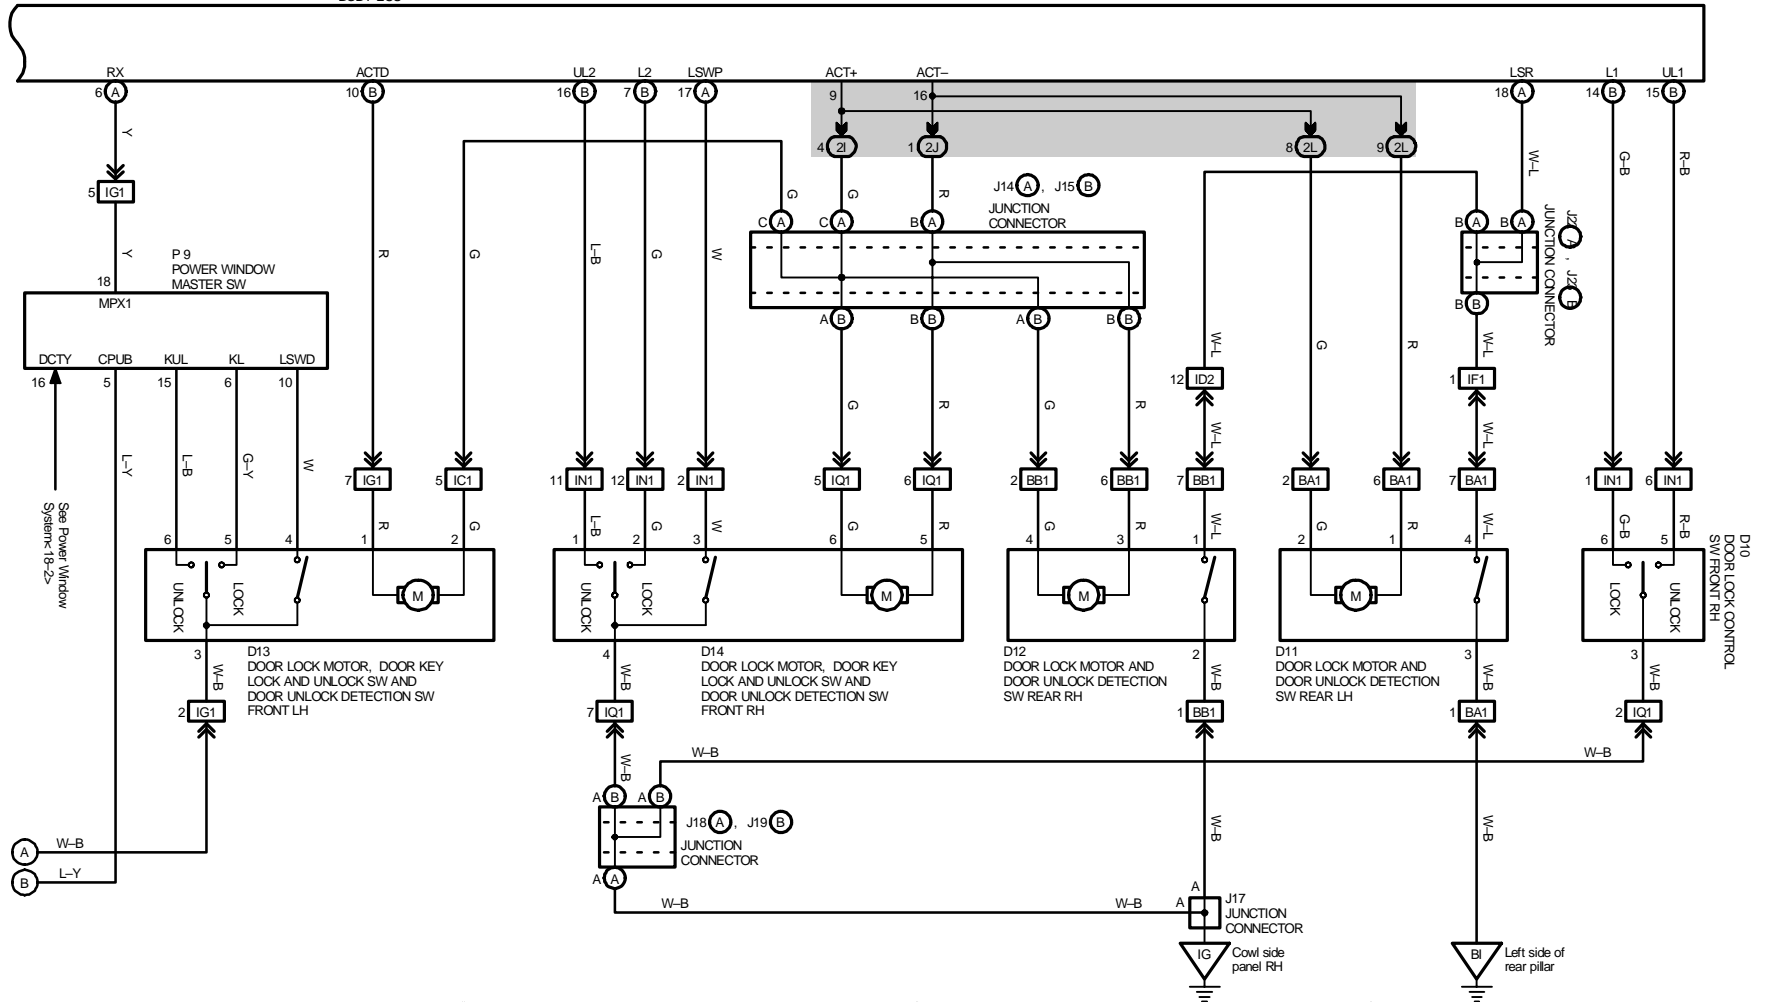 RX ACTD UL2 L2 LSWP ACT+ ACT– LSR L1 UL1
6 A 10 B 16 B 7 B 17 A 9 16 18 A 14 B 15 B
4 2I 1 2J 8 2L 9 2L
Y
R–B
G–B
W–L
5 IG1
J14 A , J15 B
JUNCTION
CONNECTOR
G G R
C A C A B A B A B A
JUNCTION CONNECTOR
Y R G L–B G W
P 9
POWER WINDOW
MASTER SW
18
MPX1
A B B B A B B B B B
DCTY CPUB KUL KL LSWD
16 5 15 6 10
W–L G R W–L
12 ID2 1 IF1
G R G R
L–Y L–B G–Y W
W–L W–L
7 IG1 5 IC1 11 IN1 12 IN1 2 IN1 5 IQ1 6 IQ1 2 BB1 6 BB1 7 BB1 2 BA1 6 BA1 7 BA1 1 IN1 6 IN1
R G L–B G W G R G R W–L G R W–L G–B R–B
See Power Window
System<18–2>
6 5 4 1 2 1 2 3 6 5 4 3 1 2 1 4 6 5
UNLOCK LOCK M UNLOCK LOCK M M M LOCK UNLOCK
D10
DOOR LOCK CONTROL
SW FRONT RH
3 4 2 3 3
D13
DOOR LOCK MOTOR, DOOR KEY
LOCK AND UNLOCK SW AND
DOOR UNLOCK DETECTION SW
FRONT LH
D14
DOOR LOCK MOTOR, DOOR KEY
LOCK AND UNLOCK SW AND
DOOR UNLOCK DETECTION SW
FRONT RH
D12
DOOR LOCK MOTOR AND
DOOR UNLOCK DETECTION
SW REAR RH
D11
DOOR LOCK MOTOR AND
DOOR UNLOCK DETECTION
SW REAR LH
W–B W–B W–B W–B W–B
2 IG1 7 IQ1 1 BB1 1 BA1 2 IQ1
W–B W–B
W–B
A B A B
J18 A , J19 B
JUNCTION
CONNECTOR
W–B W–B
A W–B
B L–Y
A A
W–B W–B
A
A
J17
JUNCTION
CONNECTOR
IG
Cowl side
panel RH
BI
Left side of
rear pillar